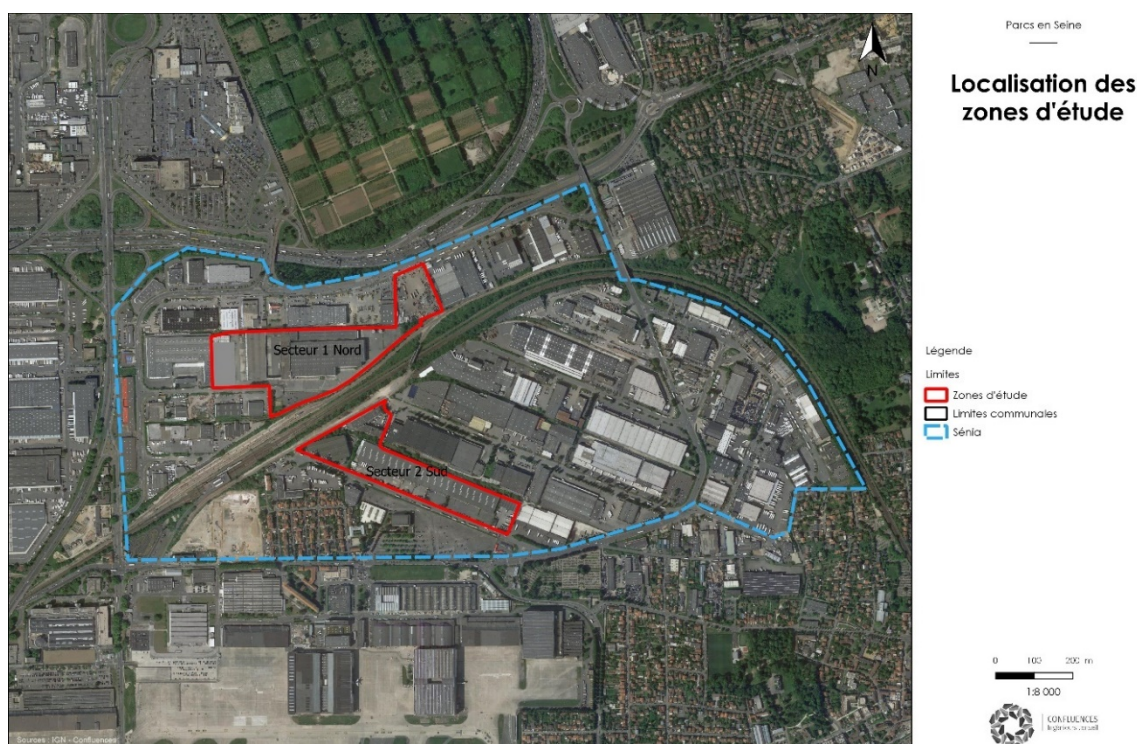 Parcs en Seine
Localisation des
zones d'étude
N
Secteur 1 Nord
Secteur 2 Sud
Légende
Limites
Zones d'étude
Limites communales
Sénia
0 100 200 m
1:8 000
CONFLUENCES
Sources : IGN - Confluences